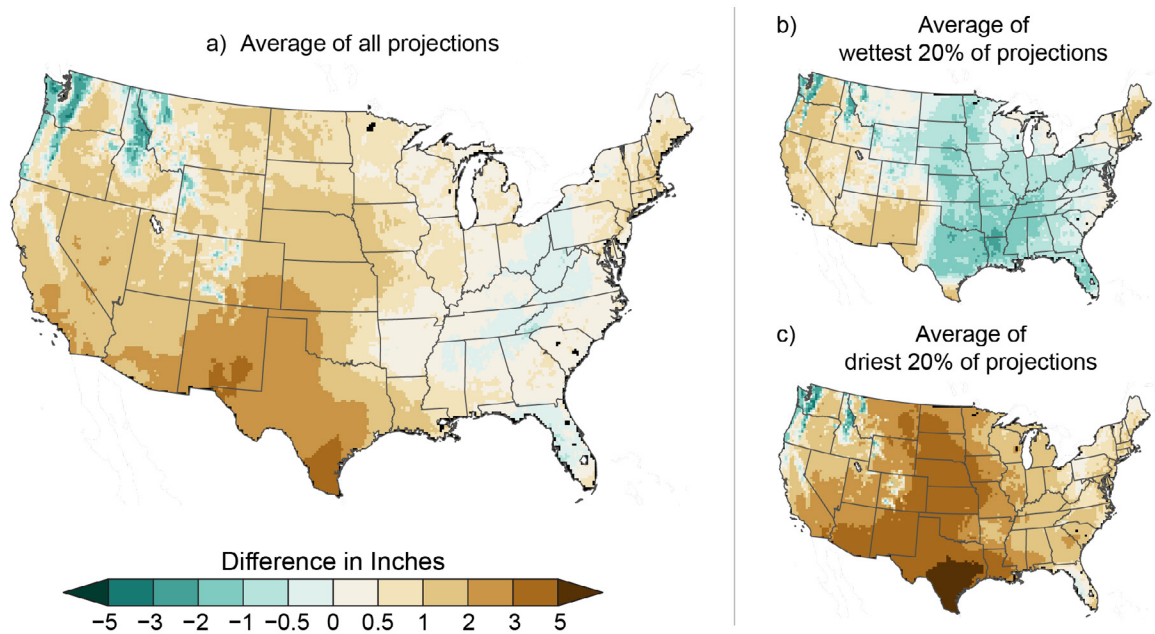 a) Average of all projections
b) Average of
wettest 20% of projections
c) Average of
driest 20% of projections
Difference in Inches
−5 −3 −2 −1 −0.5 0 0.5 1 2 3 5